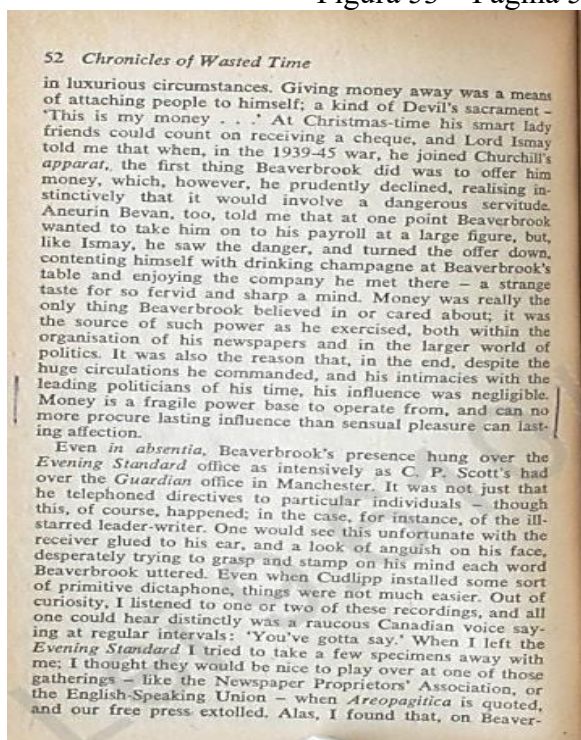 52 Chronicles of Wasted Time
in luxurious circumstances. Giving money away was a means
of attaching people to himself; a kind of Devil's sacrament –
'This is my money . . .' At Christmas-time his smart lady
friends could count on receiving a cheque, and Lord Ismay
told me that when, in the 1939-45 war, he joined Churchill's
apparat, the first thing Beaverbrook did was to offer him
money, which, however, he prudently declined, realising in-
stinctively that it would involve a dangerous servitude.
Aneurin Bevan, too, told me that at one point Beaverbrook
wanted to take him on to his payroll at a large figure, but,
like Ismay, he saw the danger, and turned the offer down,
contenting himself with drinking champagne at Beaverbrook's
table and enjoying the company he met there – a strange
taste for so fervid and sharp a mind. Money was really the
only thing Beaverbrook believed in or cared about; it was
the source of such power as he exercised, both within the
organisation of his newspapers and in the larger world of
politics. It was also the reason that, in the end, despite the
huge circulations he commanded, and his intimacies with the
leading politicians of his time, his influence was negligible.
Money is a fragile power base to operate from, and can no
more procure lasting influence than sensual pleasure can last-
ing affection.
Even in absentia, Beaverbrook's presence hung over the
Evening Standard office as intensively as C. P. Scott's had
over the Guardian office in Manchester. It was not just that
he telephoned directives to particular individuals – though
this, of course, happened; in the case, for instance, of the ill-
starred leader-writer. One would see this unfortunate with the
receiver glued to his ear, and a look of anguish on his face,
desperately trying to grasp and stamp on his mind each word
Beaverbrook uttered. Even when Cudlipp installed some sort
of primitive dictaphone, things were not much easier. Out of
curiosity, I listened to one or two of these recordings, and all
one could hear distinctly was a raucous Canadian voice say-
ing at regular intervals: 'You've gotta say.' When I left the
Evening Standard I tried to take a few specimens away with
me; I thought they would be nice to play over at one of those
gatherings – like the Newspaper Proprietors' Association, or
the English-Speaking Union – when Areopagitica is quoted,
and our free press extolled. Alas, I found that, on Beaver-